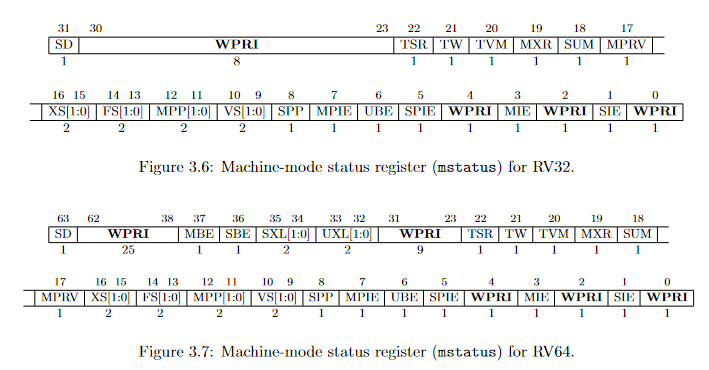 31 30 23 22 21 20 19 18 17
SD WPRI TSR TW TVM MXR SUM MPRV
1 8 1 1 1 1 1 1
16 15 14 13 12 11 10 9 8 7 6 5 4 3 2 1 0
XS[1:0] FS[1:0] MPP[1:0] VS[1:0] SPP MPIE UBE SPIE WPRI MIE WPRI SIE WPRI
2 2 2 2 1 1 1 1 1 1 1 1 1
Figure 3.6: Machine-mode status register (mstatus) for RV32.
63 62 38 37 36 35 34 33 32 31 23 22 21 20 19 18
SD WPRI MBE SBE SXL[1:0] UXL[1:0] WPRI TSR TW TVM MXR SUM
1 25 1 1 2 2 9 1 1 1 1 1
17 16 15 14 13 12 11 10 9 8 7 6 5 4 3 2 1 0
MPRV XS[1:0] FS[1:0] MPP[1:0] VS[1:0] SPP MPIE UBE SPIE WPRI MIE WPRI SIE WPRI
1 2 2 2 2 1 1 1 1 1 1 1 1 1
Figure 3.7: Machine-mode status register (mstatus) for RV64.